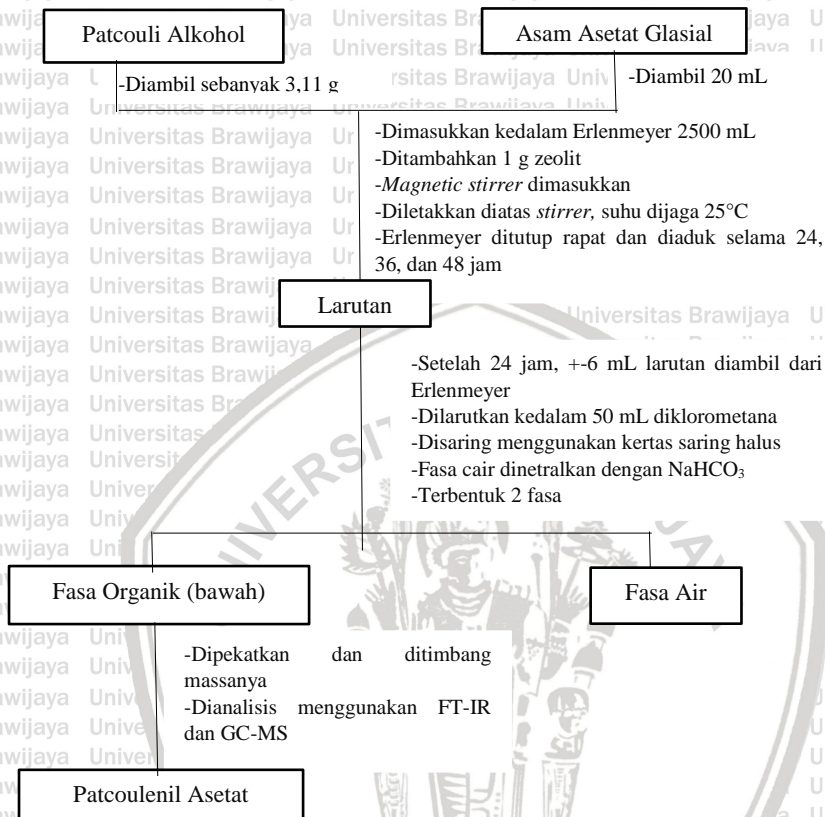 Patcouli Alkohol
Asam Asetat Glasial
-Diambil sebanyak 3,11 g
-Diambil 20 mL
-Dimasukkan kedalam Erlenmeyer 2500 mL
-Ditambahkan 1 g zeolit
-Magnetic stirrer dimasukkan
-Diletakkan diatas stirrer, suhu dijaga 25°C
-Erlenmeyer ditutup rapat dan diaduk selama 24,
36, dan 48 jam
Larutan
-Setelah 24 jam, +-6 mL larutan diambil dari
Erlenmeyer
-Dilarutkan kedalam 50 mL diklorometana
-Disaring menggunakan kertas saring halus
-Fasa cair dinetralkan dengan NaHCO₃
-Terbentuk 2 fasa
Fasa Organik (bawah)
Fasa Air
-Dipekatkan dan ditimbang
massanya
-Dianalisis menggunakan FT-IR
dan GC-MS
Patcoulenil Asetat